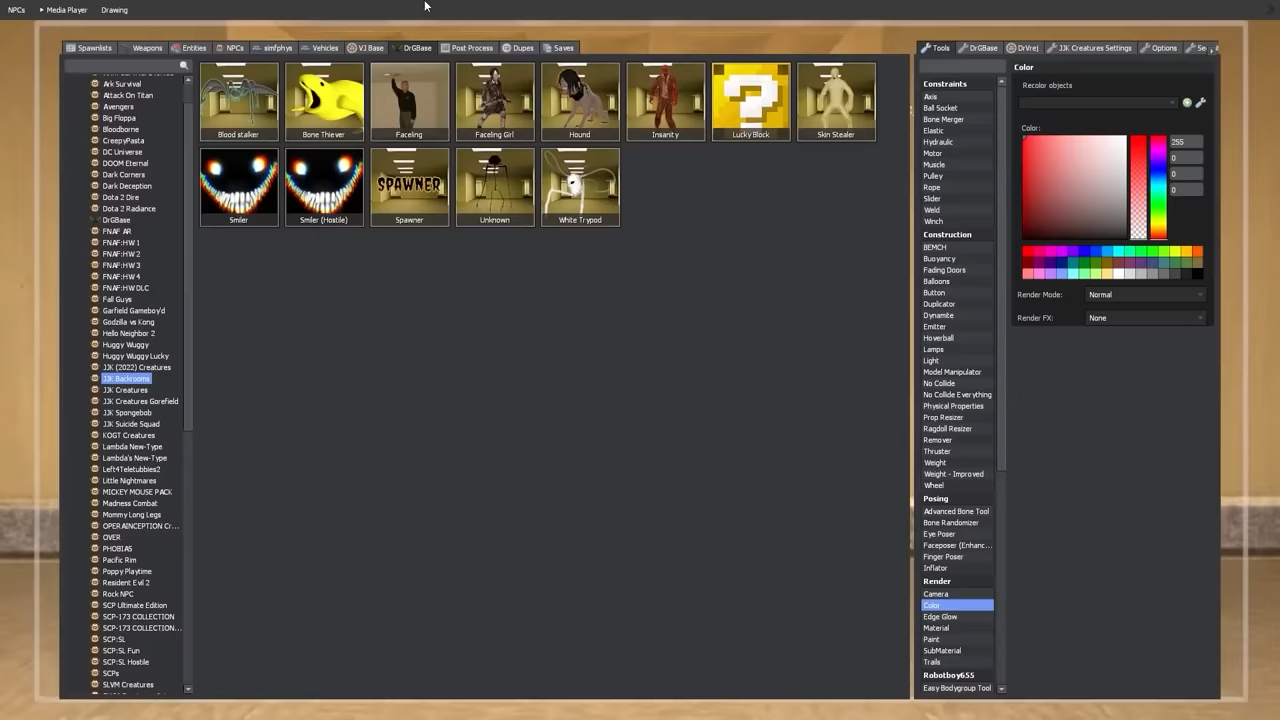 NPCs
Media Player
Drawing
Spawnlists
Weapons
Entities
NPCs
simfphys
Vehicles
VJ Base
DrGBase
Post Process
Dupes
Saves
Ark Survival
Attack On Titan
Avengers
Big Floppa
Bloodborne
CreepyPasta
DC Universe
DOOM Eternal
Dark Corners
Dark Deception
Dota 2 Dire
Dota 2 Radiance
DrGBase
FNAF AR
FNAF:HW 1
FNAF:HW 2
FNAF:HW 3
FNAF:HW 4
FNAF:HW DLC
Fall Guys
Garfield Gameboy'd
Godzilla vs Kong
Hello Neighbor 2
Huggy Wuggy
Huggy Wuggy Lucky
JJK (2022) Creatures
JJK Backrooms
JJK Creatures
JJK Creatures Gorefield
JJK Spongebob
JJK Suicide Squad
KOGT Creatures
Lambda New-Type
Lambda's New-Type
Left4Teletubbies2
Little Nightmares
MICKEY MOUSE PACK
Madness Combat
Mommy Long Legs
OPERAINCEPTION Cr...
OVER
PHOBIAS
Pacific Rim
Poppy Playtime
Resident Evil 2
Rock NPC
SCP Ultimate Edition
SCP-173 COLLECTION
SCP-173 COLLECTION...
SCP:SL
SCP:SL Fun
SCP:SL Hostile
SCPs
SLVM Creatures
Blood stalker
Bone Thiever
Faceling
Faceling Girl
Hound
Insanity
Lucky Block
Skin Stealer
SPAWNER
Smiler
Smiler (Hostile)
Spawner
Unknown
White Trypod
Tools
DrGBase
DrVrej
JJK Creatures Settings
Options
Se
Constraints
Axis
Ball Socket
Bone Merger
Elastic
Hydraulic
Motor
Muscle
Pulley
Rope
Slider
Weld
Winch
Construction
BEMCH
Buoyancy
Fading Doors
Balloons
Button
Duplicator
Dynamite
Emitter
Hoverball
Lamps
Light
Model Manipulator
No Collide
No Collide Everything
Physical Properties
Prop Resizer
Ragdoll Resizer
Remover
Thruster
Weight
Weight - Improved
Wheel
Posing
Advanced Bone Tool
Bone Randomizer
Eye Poser
Faceposer (Enhanc...
Finger Poser
Inflator
Render
Camera
Color
Edge Glow
Material
Paint
SubMaterial
Trails
Robotboy655
Easy Bodygroup Tool
Color
Recolor objects
Color:
255
0
0
0
Render Mode:
Normal
Render FX:
None